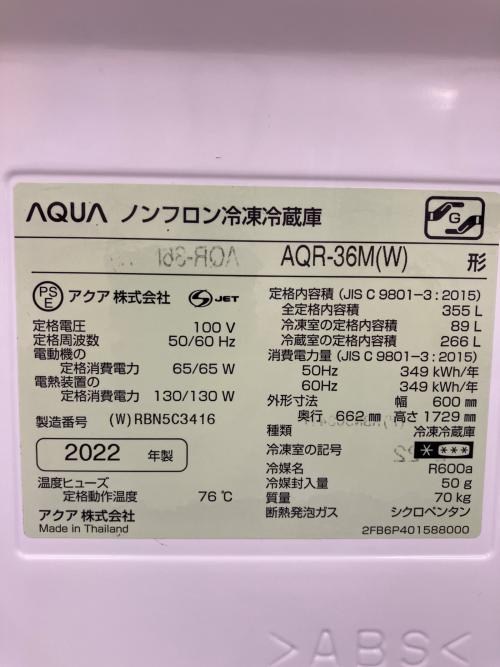 AQUA ノンフロン冷凍冷蔵庫
G
AQR-36M(W) 形
PSE アクア 株式会社 S JET
定格電圧 100 V
定格周波数 50/60 Hz
電動機の
定格消費電力 65/65 W
電熱装置の
定格消費電力 130/130 W
製造番号 (W)RBN5C3416
2022 年製
温度ヒューズ
定格動作温度 76 ℃
アクア 株式会社
Made in Thailand
定格内容積 (JIS C 9801-3 : 2015)
全定格内容積 355 L
冷凍室の定格内容積 89 L
冷蔵室の定格内容積 266 L
消費電力量 (JIS C 9801-3 : 2015)
50Hz 349 kWh/年
60Hz 349 kWh/年
外形寸法 幅 600 ㎜
奥行 662 ㎜ 高さ 1729 ㎜
種類 冷凍冷蔵庫
冷凍室の記号 * ***
冷媒名 R600a
冷媒封入量 50 g
質量 70 kg
断熱発泡ガス シクロペンタン
2FB6P401588000
>ABS<